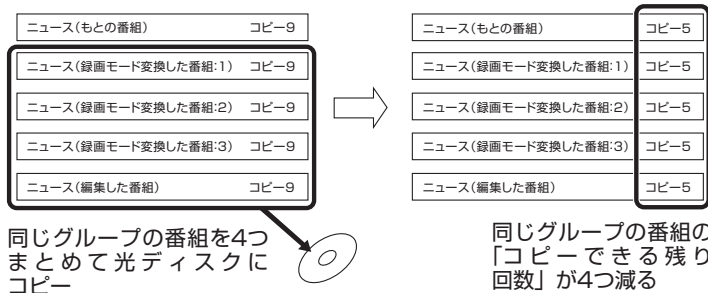 ニュース(もとの番組) コピー9
ニュース(録画モード変換した番組:1) コピー9
ニュース(録画モード変換した番組:2) コピー9
ニュース(録画モード変換した番組:3) コピー9
ニュース(編集した番組) コピー9
同じグループの番組を4つ
まとめて光ディスクに
コピー
ニュース(もとの番組) コピー5
ニュース(録画モード変換した番組:1) コピー5
ニュース(録画モード変換した番組:2) コピー5
ニュース(録画モード変換した番組:3) コピー5
ニュース(編集した番組) コピー5
同じグループの番組の
「コピーできる残り
回数」が4つ減る